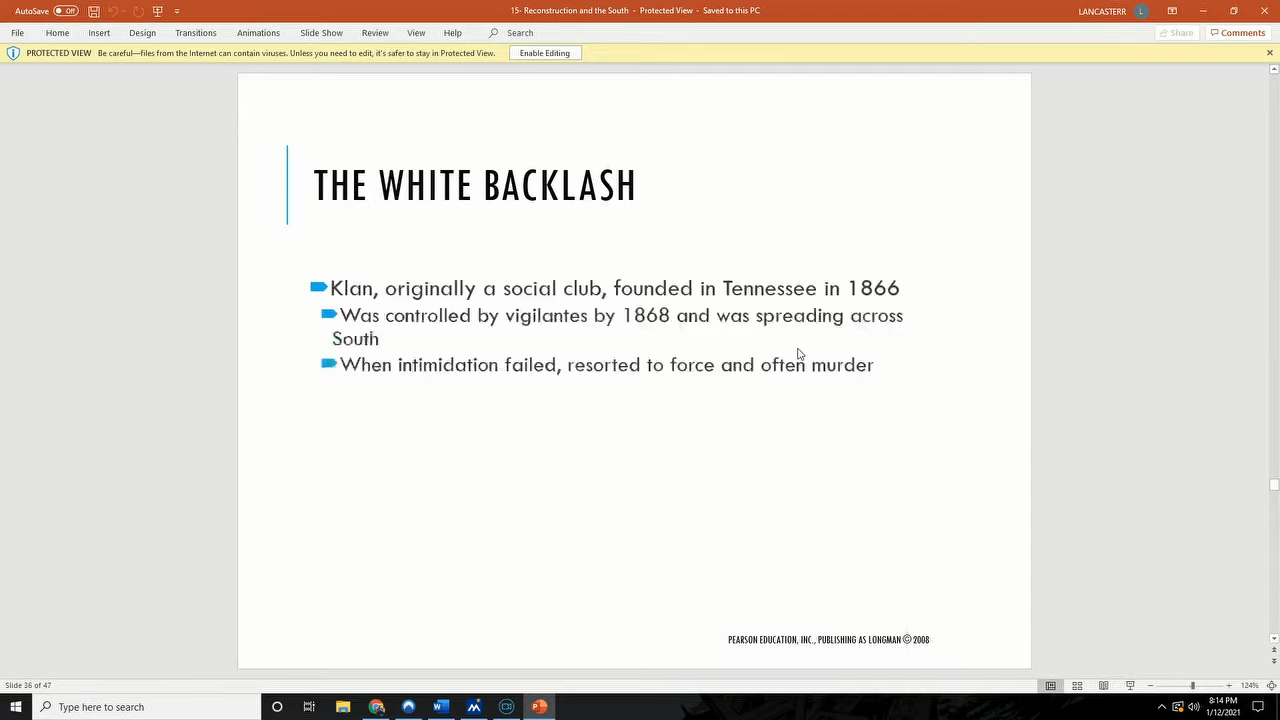 AutoSave Off 15- Reconstruction and the South - Protected View - Saved to this PC LANCASTERR L
File Home Insert Design Transitions Animations Slide Show Review View Help Search Share Comments
PROTECTED VIEW Be careful—files from the Internet can contain viruses. Unless you need to edit, it's safer to stay in Protected View. Enable Editing
THE WHITE BACKLASH
Klan, originally a social club, founded in Tennessee in 1866
Was controlled by vigilantes by 1868 and was spreading across
South
When intimidation failed, resorted to force and often murder
PEARSON EDUCATION, INC., PUBLISHING AS LONGMAN © 2008
Slide 36 of 47 124%
Type here to search 8:14 PM
1/12/2021